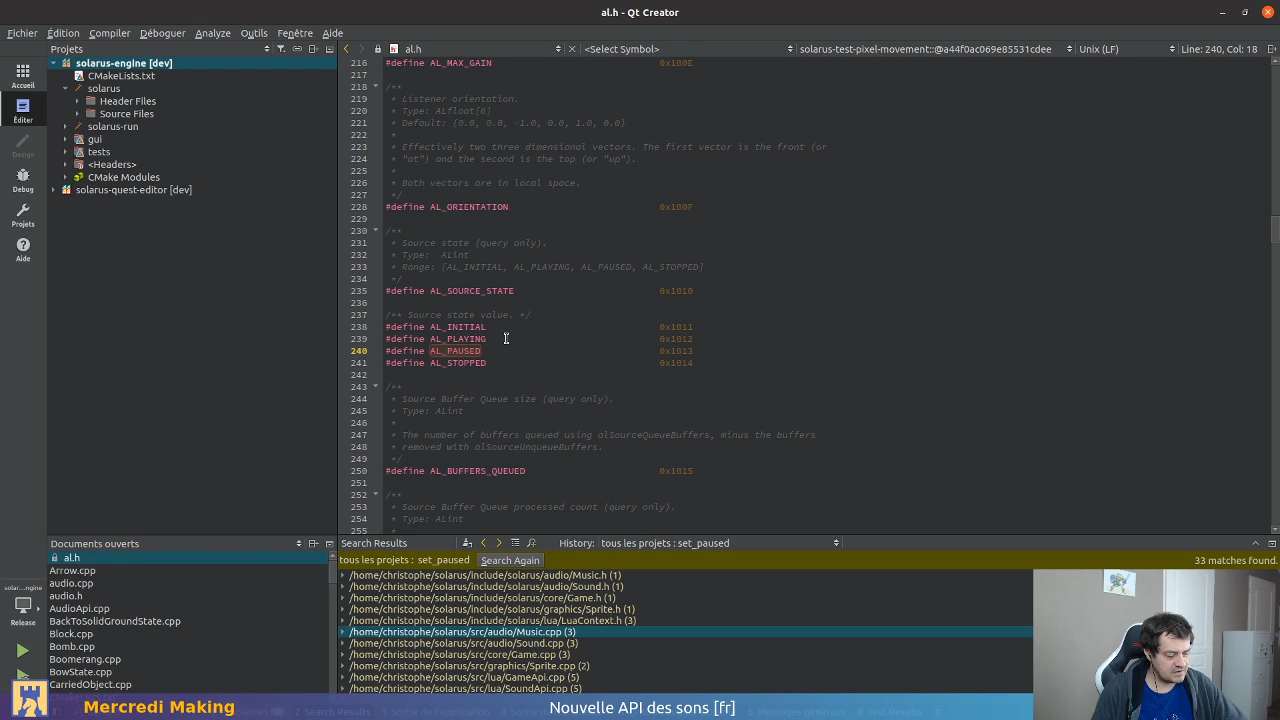 al.h - Qt Creator
Fichier Édition Compiler Déboguer Analyze Outils Fenêtre Aide
Projets
al.h
<Select Symbol>
solarus-test-pixel-movement::@a44f0ac069e85531cdee
Unix (LF)
Line: 240, Col: 18
Accueil
Éditer
Design
Debug
Projets
Aide
solarus-engine [dev]
CMakeLists.txt
solarus
Header Files
Source Files
solarus-run
gui
tests
<Headers>
CMake Modules
solarus-quest-editor [dev]
216 #define AL_MAX_GAIN 0x100E
217
218 /**
219 * Listener orientation.
220 * Type: ALfloat[6]
221 * Default: {0.0, 0.0, -1.0, 0.0, 1.0, 0.0}
222 *
223 * Effectively two three dimensional vectors. The first vector is the front (or
224 * "at") and the second is the top (or "up").
225 *
226 * Both vectors are in local space.
227 */
228 #define AL_ORIENTATION 0x100F
229
230 /**
231 * Source state (query only).
232 * Type: ALint
233 * Range: [AL_INITIAL, AL_PLAYING, AL_PAUSED, AL_STOPPED]
234 */
235 #define AL_SOURCE_STATE 0x1010
236
237 /** Source state value. */
238 #define AL_INITIAL 0x1011
239 #define AL_PLAYING 0x1012
240 #define AL_PAUSED 0x1013
241 #define AL_STOPPED 0x1014
242
243 /**
244 * Source Buffer Queue size (query only).
245 * Type: ALint
246 *
247 * The number of buffers queued using alSourceQueueBuffers, minus the buffers
248 * removed with alSourceUnqueueBuffers.
249 */
250 #define AL_BUFFERS_QUEUED 0x1015
251
252 /**
253 * Source Buffer Queue processed count (query only).
254 * Type: ALint
255
Documents ouverts
al.h
Arrow.cpp
audio.cpp
audio.h
AudioApi.cpp
BackToSolidGroundState.cpp
Block.cpp
Bomb.cpp
Boomerang.cpp
BowState.cpp
CarriedObject.cpp
solar...ngine
Release
Search Results
History: tous les projets : set_paused
tous les projets : set_paused Search Again 33 matches found.
/home/christophe/solarus/include/solarus/audio/Music.h (1)
/home/christophe/solarus/include/solarus/audio/Sound.h (1)
/home/christophe/solarus/include/solarus/core/Game.h (1)
/home/christophe/solarus/include/solarus/graphics/Sprite.h (1)
/home/christophe/solarus/include/solarus/lua/LuaContext.h (3)
/home/christophe/solarus/src/audio/Music.cpp (3)
/home/christophe/solarus/src/audio/Sound.cpp (3)
/home/christophe/solarus/src/core/Game.cpp (3)
/home/christophe/solarus/src/graphics/Sprite.cpp (2)
/home/christophe/solarus/src/lua/GameApi.cpp (5)
/home/christophe/solarus/src/lua/SoundApi.cpp (5)
Mercredi Making
Nouvelle API des sons [fr]